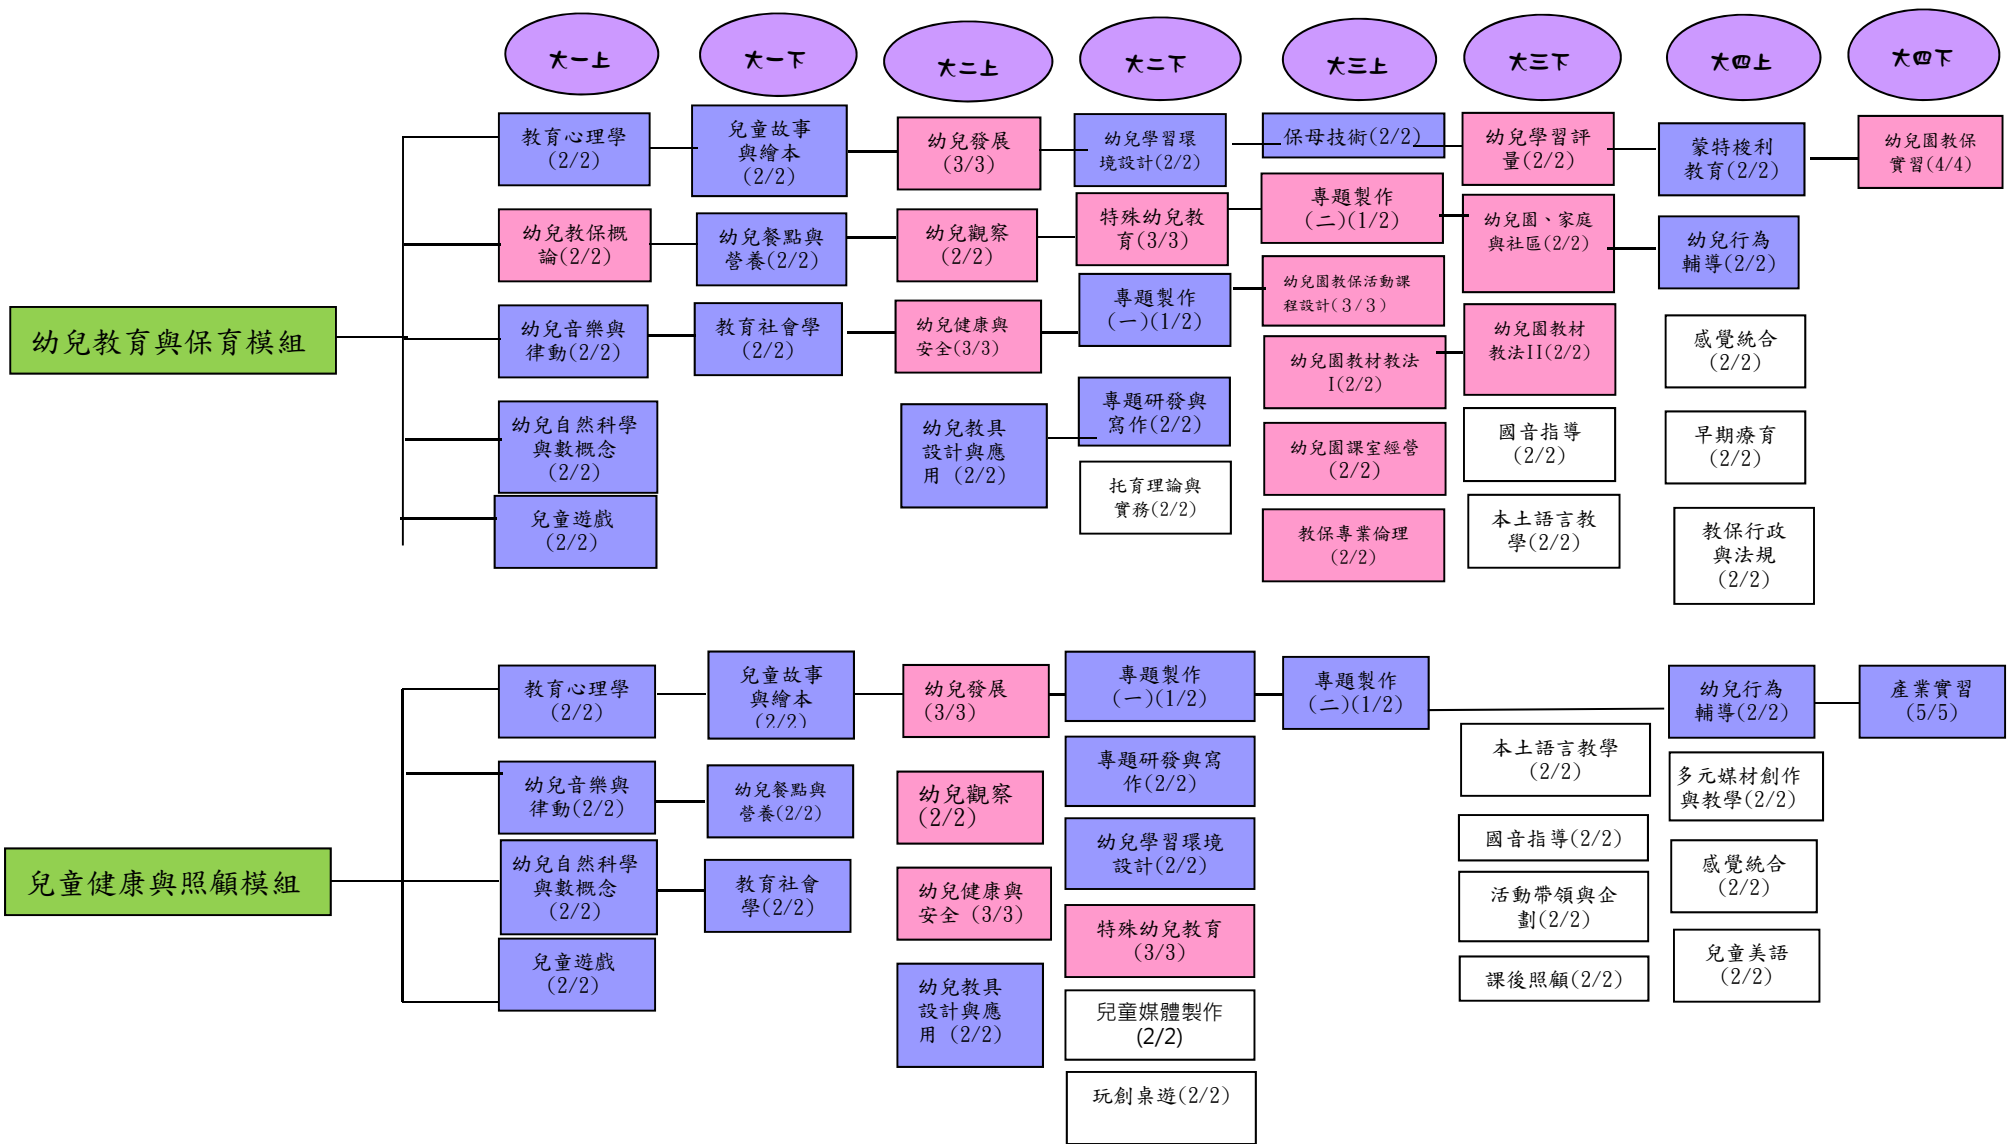 大一上
大一下
大二上
大二下
大三上
大三下
大四上
大四下
幼兒教育與保育模組
教育心理學
(2/2)
幼兒教保概
論(2/2)
幼兒音樂與
律動(2/2)
幼兒自然科學
與數概念
(2/2)
兒童遊戲
(2/2)
兒童故事
與繪本
(2/2)
幼兒餐點與
營養(2/2)
教育社會學
(2/2)
幼兒發展
(3/3)
幼兒觀察
(2/2)
幼兒健康與
安全(3/3)
幼兒教具
設計與應
用 (2/2)
幼兒學習環
境設計(2/2)
特殊幼兒教
育(3/3)
專題製作
(一)(1/2)
專題研發與
寫作(2/2)
托育理論與
實務(2/2)
保母技術(2/2)
專題製作
(二)(1/2)
幼兒園教保活動課
程設計(3/3)
幼兒園教材教法
I(2/2)
幼兒園課室經營
(2/2)
教保專業倫理
(2/2)
幼兒學習評
量(2/2)
幼兒園、家庭
與社區(2/2)
幼兒園教材
教法II(2/2)
國音指導
(2/2)
本土語言教
學(2/2)
蒙特梭利
教育(2/2)
幼兒行為
輔導(2/2)
感覺統合
(2/2)
早期療育
(2/2)
教保行政
與法規
(2/2)
幼兒園教保
實習(4/4)
兒童健康與照顧模組
教育心理學
(2/2)
幼兒音樂與
律動(2/2)
幼兒自然科學
與數概念
(2/2)
兒童遊戲
(2/2)
兒童故事
與繪本
(2/2)
幼兒餐點與
營養(2/2)
教育社會
學(2/2)
幼兒發展
(3/3)
幼兒觀察
(2/2)
幼兒健康與
安全 (3/3)
幼兒教具
設計與應
用 (2/2)
專題製作
(一)(1/2)
專題研發與寫
作(2/2)
幼兒學習環境
設計(2/2)
特殊幼兒教育
(3/3)
兒童媒體製作
(2/2)
玩創桌遊(2/2)
專題製作
(二)(1/2)
本土語言教學
(2/2)
國音指導(2/2)
活動帶領與企
劃(2/2)
課後照顧(2/2)
幼兒行為
輔導(2/2)
多元媒材創作
與教學(2/2)
感覺統合
(2/2)
兒童美語
(2/2)
產業實習
(5/5)